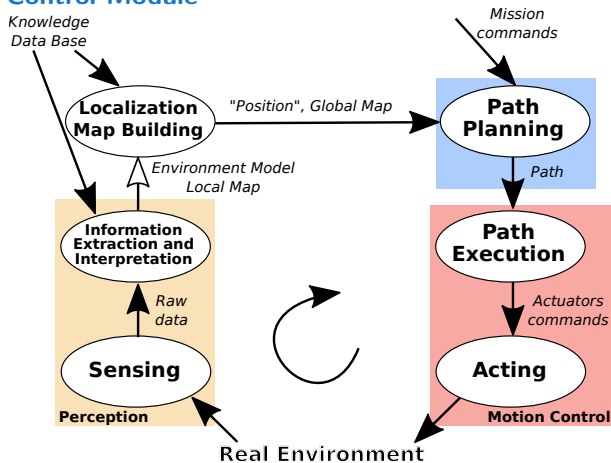 Control Module
Knowledge
Data Base
Mission
commands
Localization
Map Building
"Position", Global Map
Path
Planning
Environment Model
Local Map
Path
Information
Extraction and
Interpretation
Path
Execution
Raw
data
Actuators
commands
Sensing
Acting
Perception
Motion Control
Real Environment